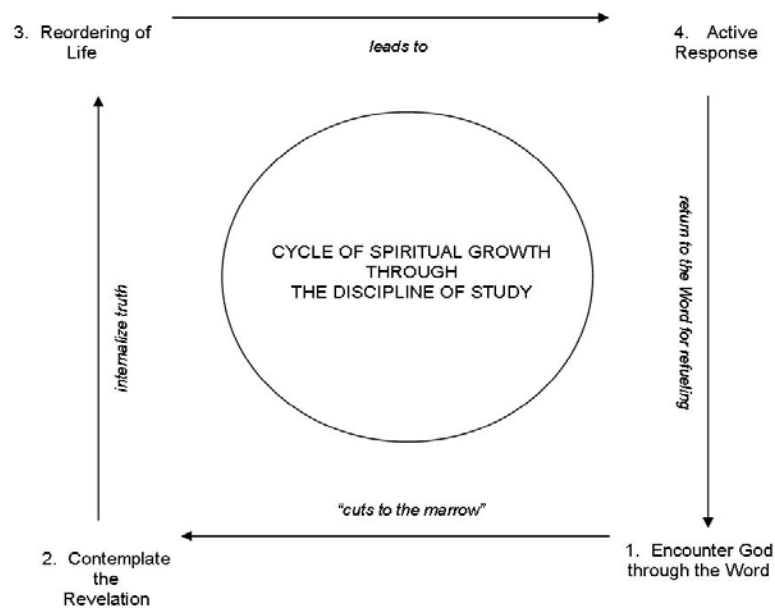 3. Reordering of
Life
leads to
4. Active
Response
CYCLE OF SPIRITUAL GROWTH
THROUGH
THE DISCIPLINE OF STUDY
internalize truth
return to the Word for refueling
"cuts to the marrow"
2. Contemplate
the
Revelation
1. Encounter God
through the Word